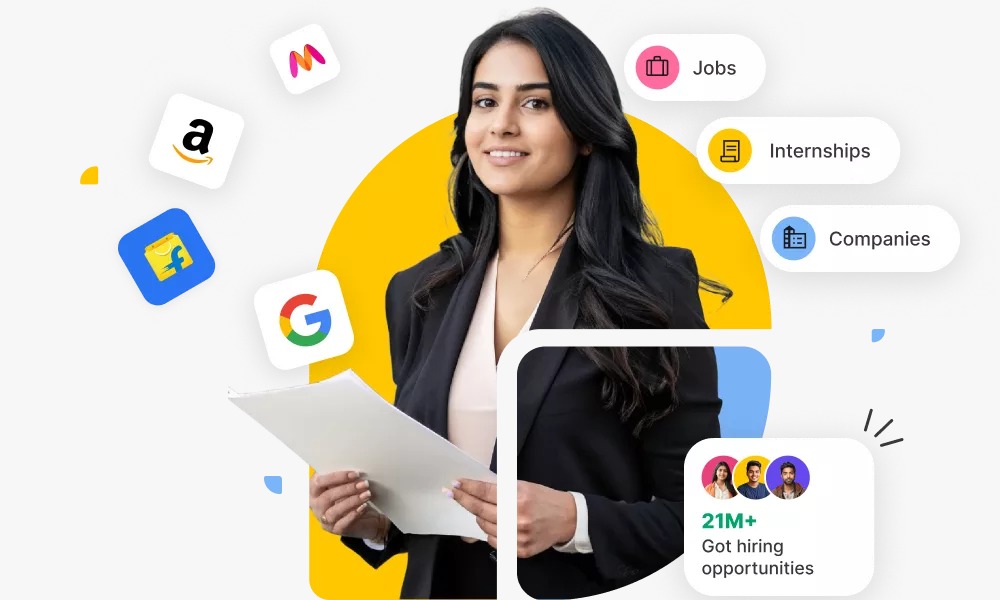 Jobs
Internships
Companies
a
f
G
21M+
Got hiring
opportunities